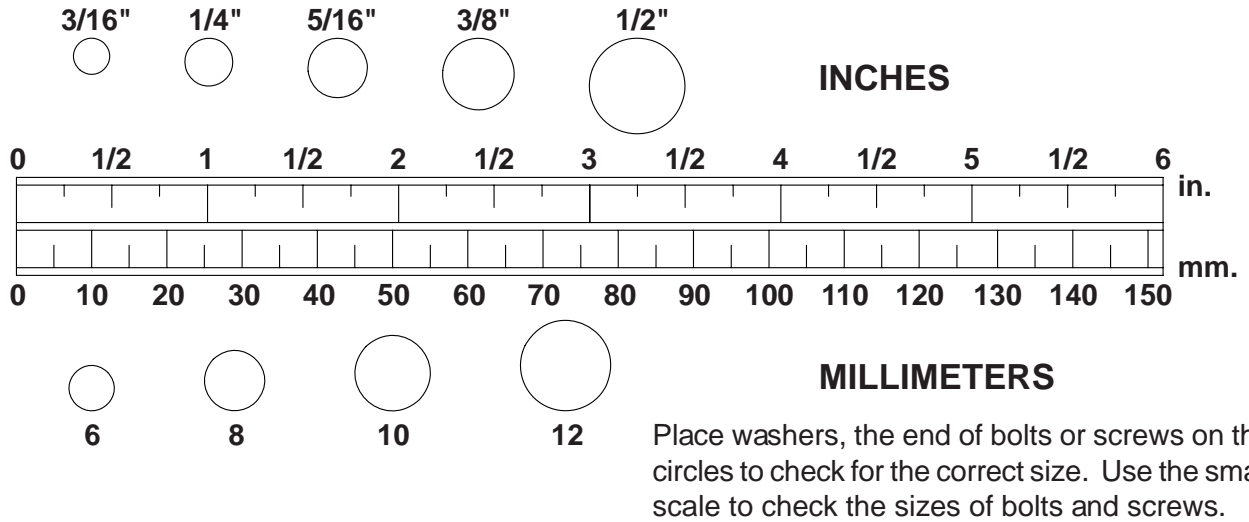 3/16" 1/4" 5/16" 3/8" 1/2"
INCHES
0 1/2 1 1/2 2 1/2 3 1/2 4 1/2 5 1/2 6
in.
mm.
0 10 20 30 40 50 60 70 80 90 100 110 120 130 140 150
MILLIMETERS
6 8 10 12
Place washers, the end of bolts or screws on
circles to check for the correct size. Use the
scale to check the sizes of bolts and screws.